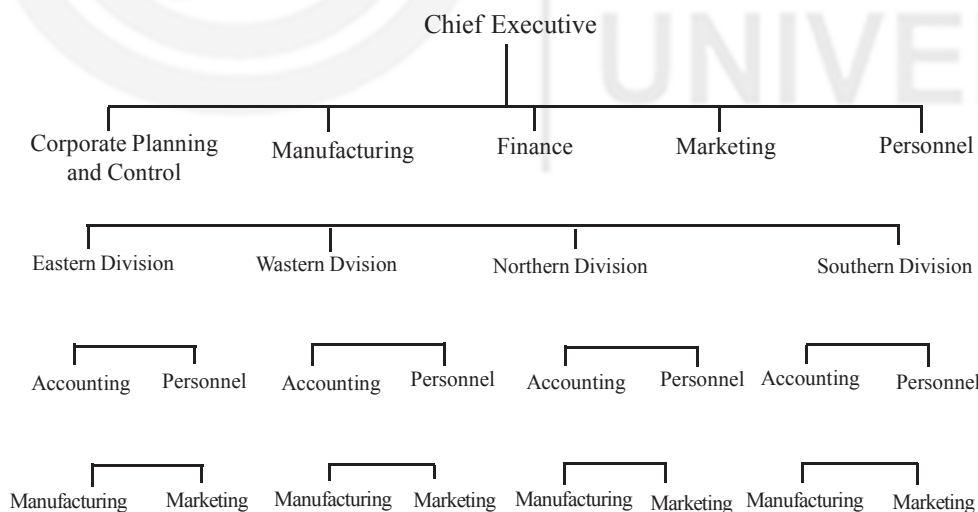 UNIVE
Chief Executive
Corporate Planning
and Control
Manufacturing
Finance
Marketing
Personnel
Eastern Division
Wastern Dvision
Northern Division
Southern Division
Accounting
Personnel
Accounting
Personnel
Accounting
Personnel
Accounting
Personnel
Manufacturing
Marketing
Manufacturing
Marketing
Manufacturing
Marketing
Manufacturing
Marketing